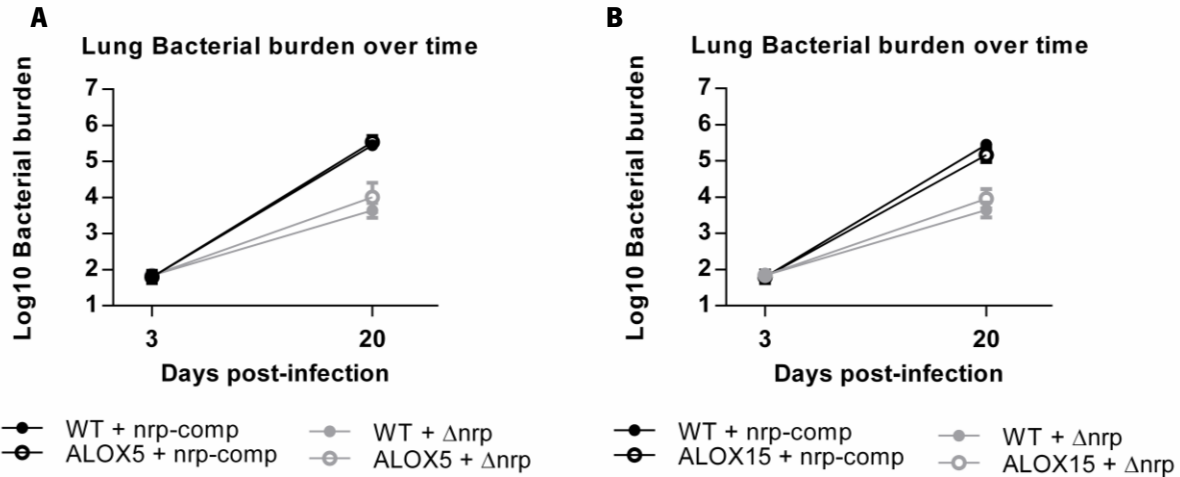 A
Lung Bacterial burden over time
Log10 Bacterial burden
7
6
5
4
3
2
1
3
20
Days post-infection
WT + nrp-comp
ALOX5 + nrp-comp
WT + Δnrp
ALOX5 + Δnrp
B
Lung Bacterial burden over time
Log10 Bacterial burden
7
6
5
4
3
2
1
3
20
Days post-infection
WT + nrp-comp
ALOX15 + nrp-comp
WT + Δnrp
ALOX15 + Δnrp